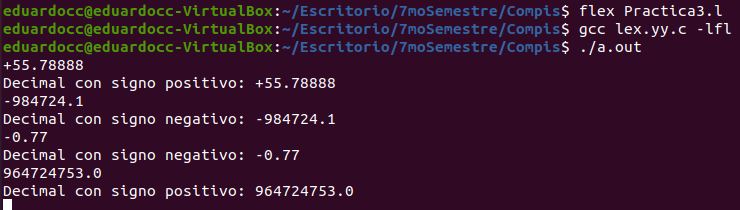 eduardocc@eduardocc-VirtualBox:~/Escritorio/7moSemestre/Compis$ flex Practica3.l
eduardocc@eduardocc-VirtualBox:~/Escritorio/7moSemestre/Compis$ gcc lex.yy.c -lfl
eduardocc@eduardocc-VirtualBox:~/Escritorio/7moSemestre/Compis$ ./a.out
+55.78888
Decimal con signo positivo: +55.78888
-984724.1
Decimal con signo negativo: -984724.1
-0.77
Decimal con signo negativo: -0.77
964724753.0
Decimal con signo positivo: 964724753.0